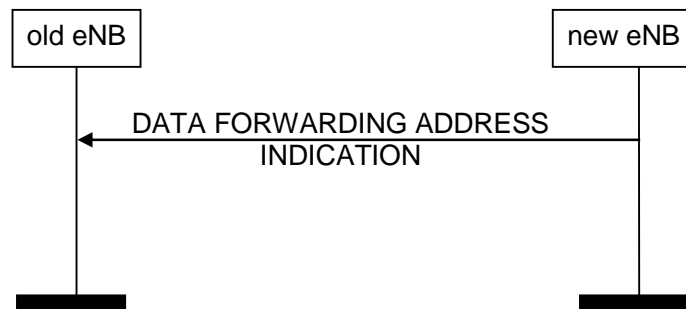 old eNB
new eNB
DATA FORWARDING ADDRESS
INDICATION